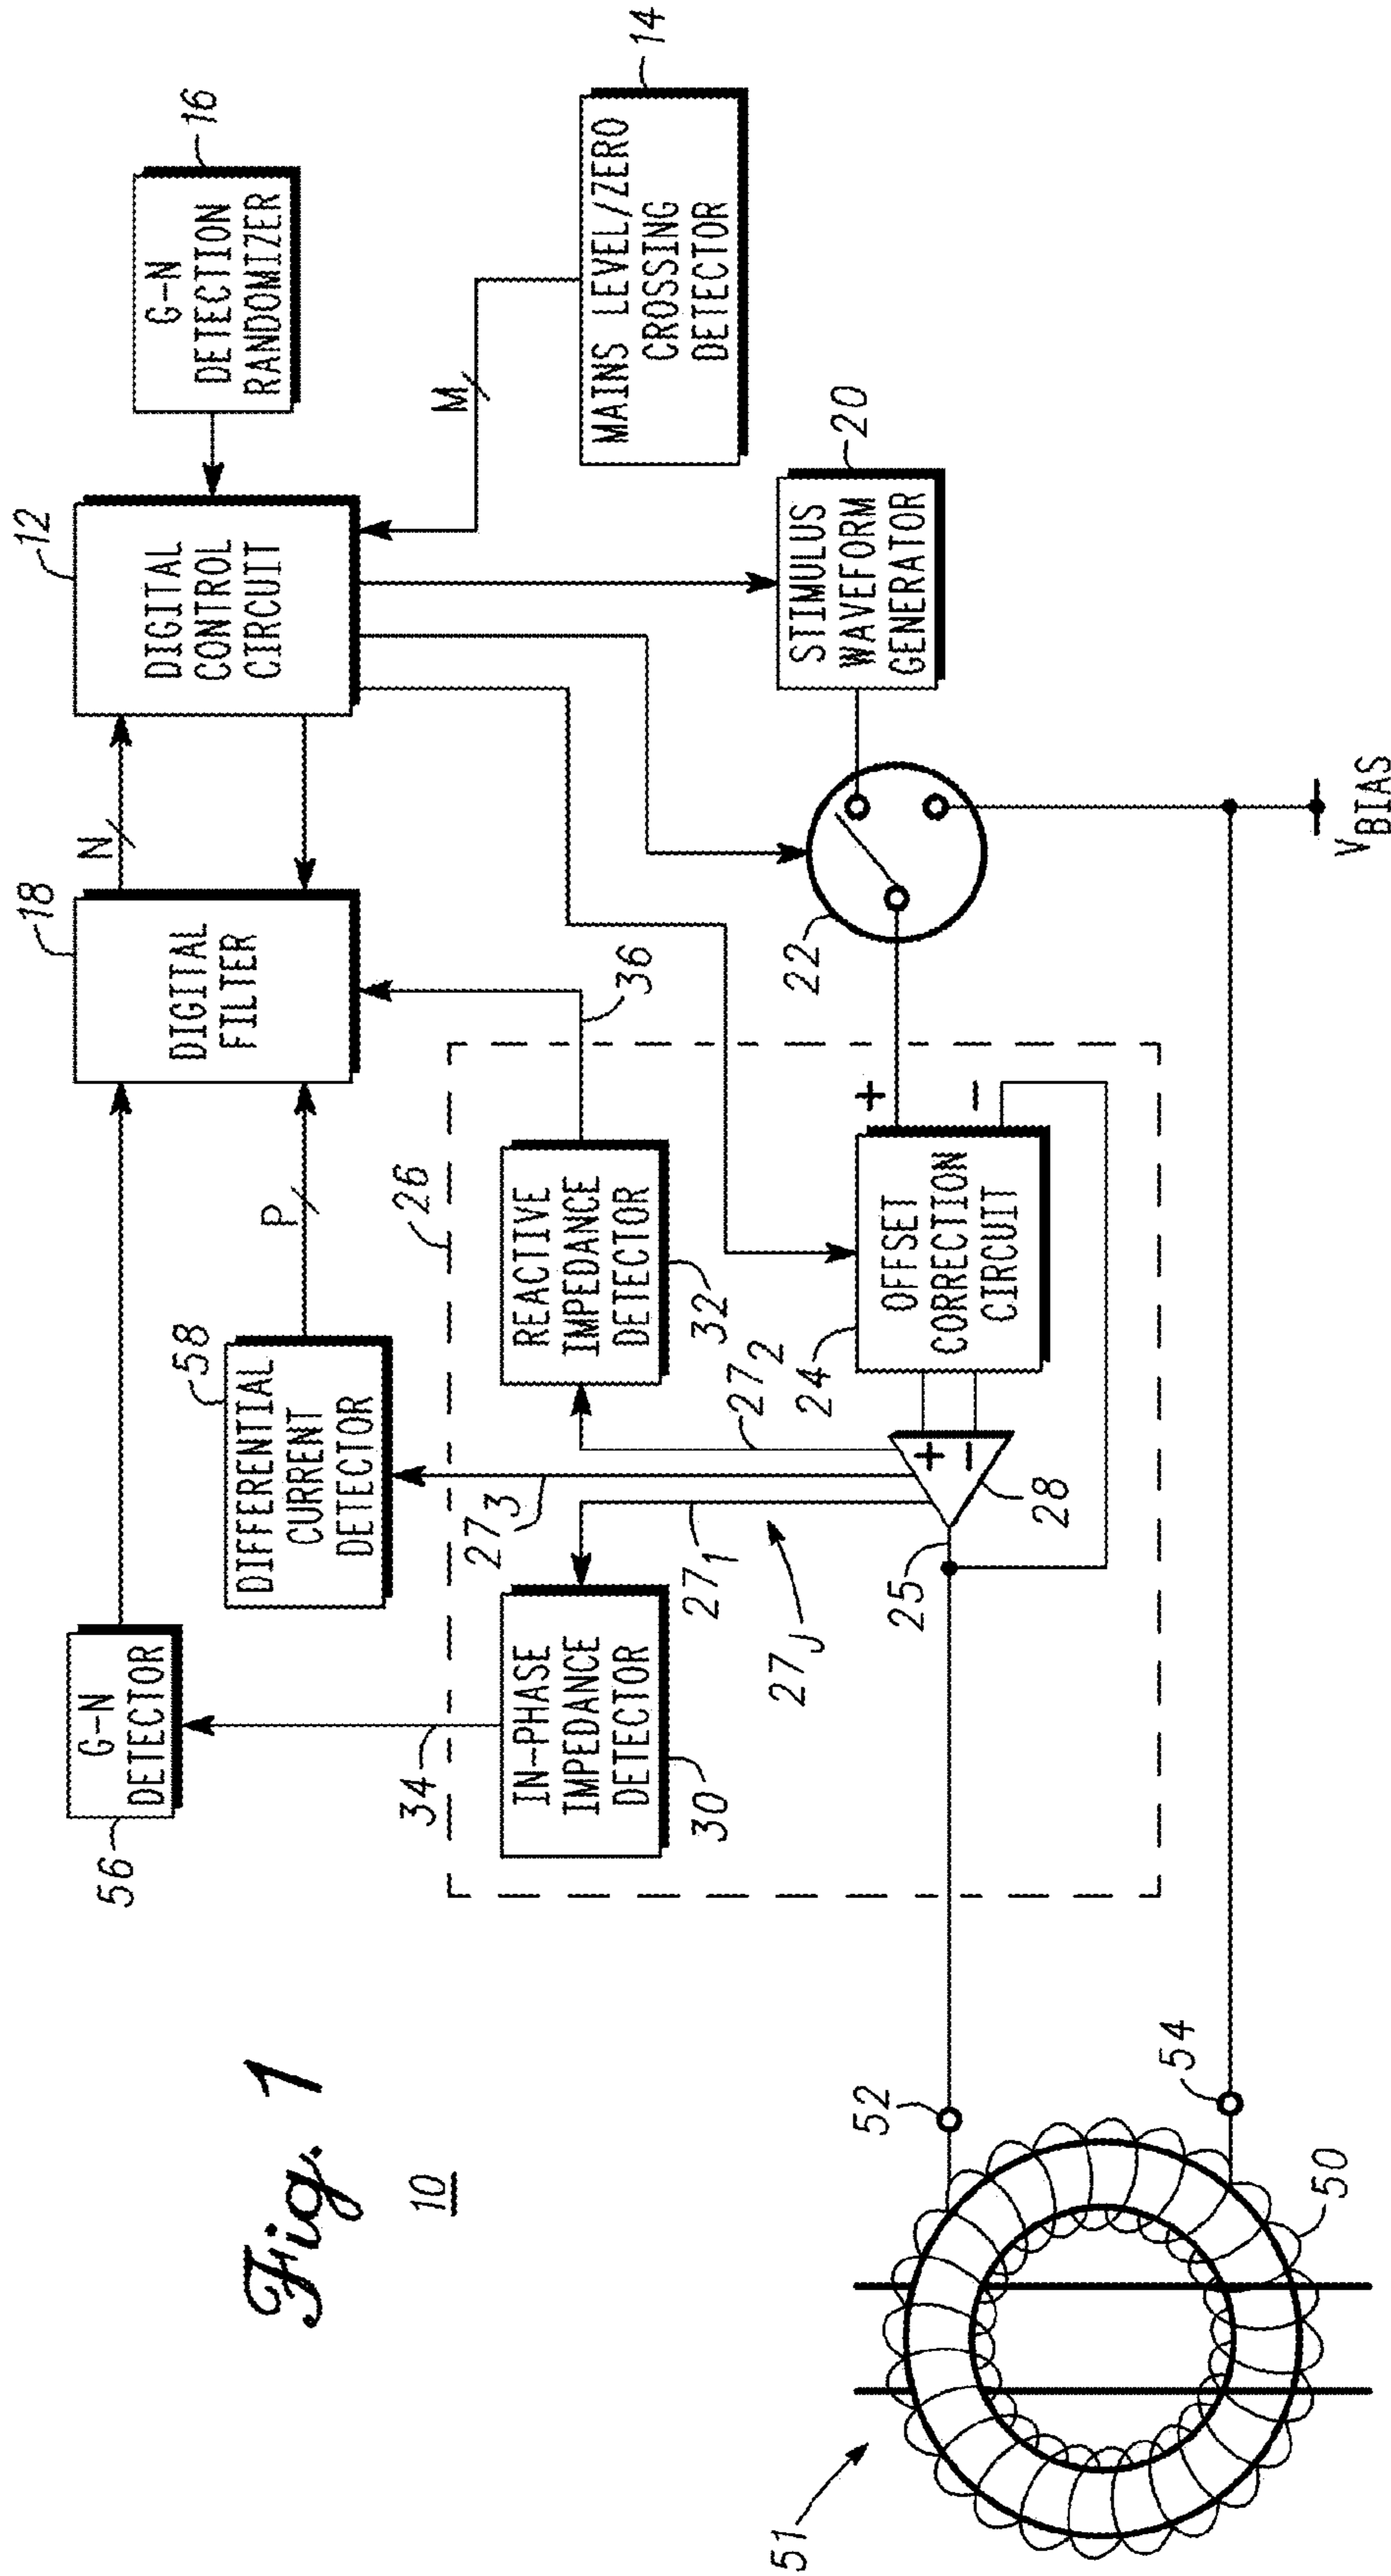 Fig. 1
10
G-N
DETECTOR
56
DIFFERENTIAL
CURRENT
DETECTOR
58
DIGITAL
FILTER
18
N
P
DIGITAL
CONTROL
CIRCUIT
12
G-N
DETECTION
RANDOMIZER
16
MAINS LEVEL/ZERO
CROSSING
DETECTOR
14
M
34
26
36
IN-PHASE
IMPEDANCE
DETECTOR
30
REACTIVE
IMPEDANCE
DETECTOR
32
27 3
27 1
27 J
27 2
STIMULUS
WAVEFORM
GENERATOR
20
22
OFFSET
CORRECTION
CIRCUIT
24
+
−
+
−
28
25
52
54
50
51
V BIAS